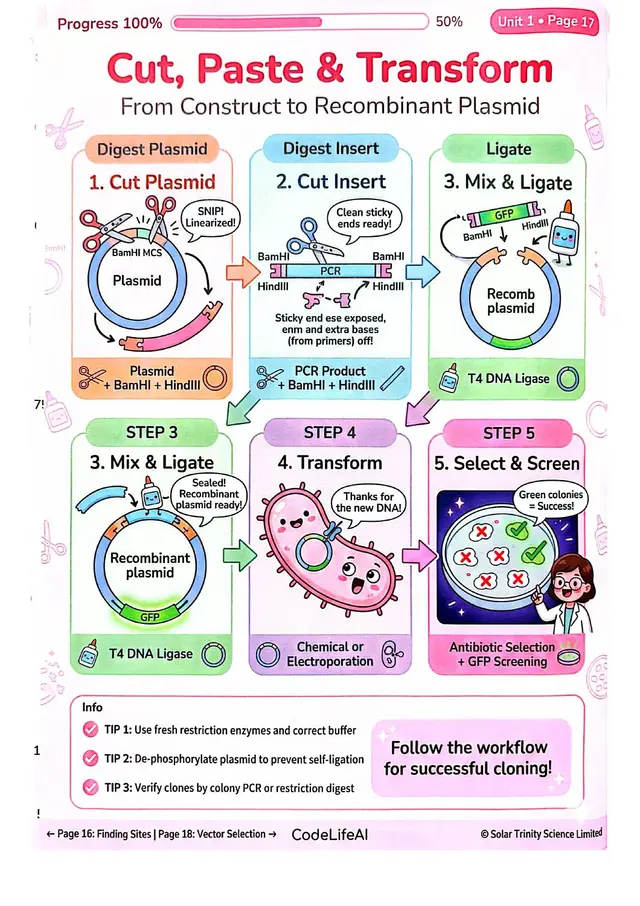 Progress 100%
50%
Unit 1 • Page 17
Cut, Paste & Transform
From Construct to Recombinant Plasmid
Digest Plasmid
1. Cut Plasmid
SNIP!
Linearized!
BamHI MCS
Plasmid
Plasmid
+ BamHI + HindIII
Digest Insert
2. Cut Insert
Clean sticky
ends ready!
BamHI
BamHI
PCR
HindIII
HindIII
Sticky end ese exposed,
enm and extra bases
(from primers) off!
PCR Product
+ BamHI + HindIII
Ligate
3. Mix & Ligate
GFP
BamHI
HindIII
Recomb
plasmid
T4 DNA Ligase
BamHI
7!
STEP 3
3. Mix & Ligate
Sealed!
Recombinant
plasmid ready!
Recombinant
plasmid
GFP
T4 DNA Ligase
STEP 4
4. Transform
Thanks for
the new DNA!
Chemical or
Electroporation
STEP 5
5. Select & Screen
Green colonies
= Success!
Antibiotic Selection
+ GFP Screening
Info
TIP 1: Use fresh restriction enzymes and correct buffer
TIP 2: De-phosphorylate plasmid to prevent self-ligation
TIP 3: Verify clones by colony PCR or restriction digest
Follow the workflow
for successful cloning!
1
!
← Page 16: Finding Sites | Page 18: Vector Selection →
CodeLifeAI
© Solar Trinity Science Limited